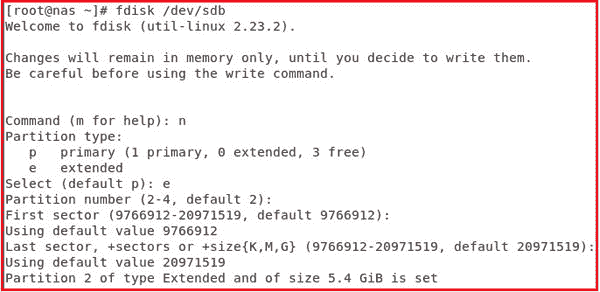 [root@nas ~]# fdisk /dev/sdb
Welcome to fdisk (util-linux 2.23.2).
Changes will remain in memory only, until you decide to write them.
Be careful before using the write command.
Command (m for help): n
Partition type:
   p   primary (1 primary, 0 extended, 3 free)
   e   extended
Select (default p): e
Partition number (2-4, default 2):
First sector (9766912-20971519, default 9766912):
Using default value 9766912
Last sector, +sectors or +size{K,M,G} (9766912-20971519, default 20971519):
Using default value 20971519
Partition 2 of type Extended and of size 5.4 GiB is set